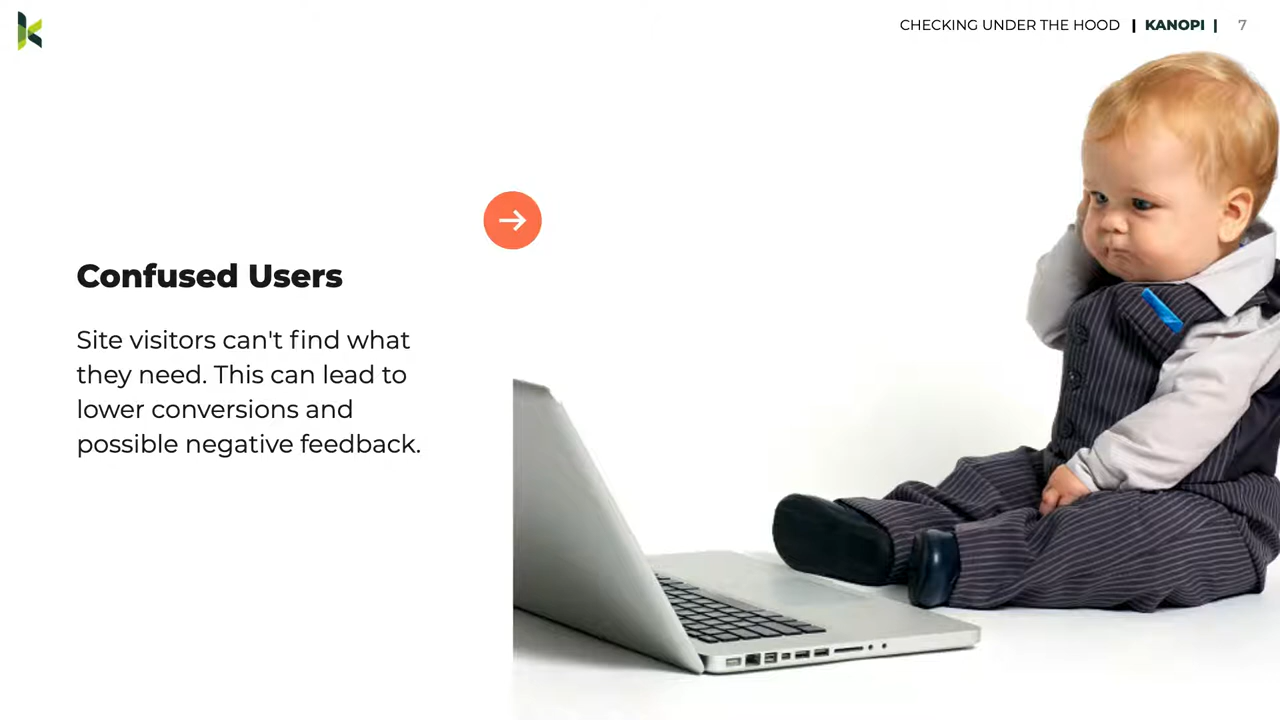 CHECKING UNDER THE HOOD | KANOPI | 7
Confused Users
Site visitors can't find what
they need. This can lead to
lower conversions and
possible negative feedback.